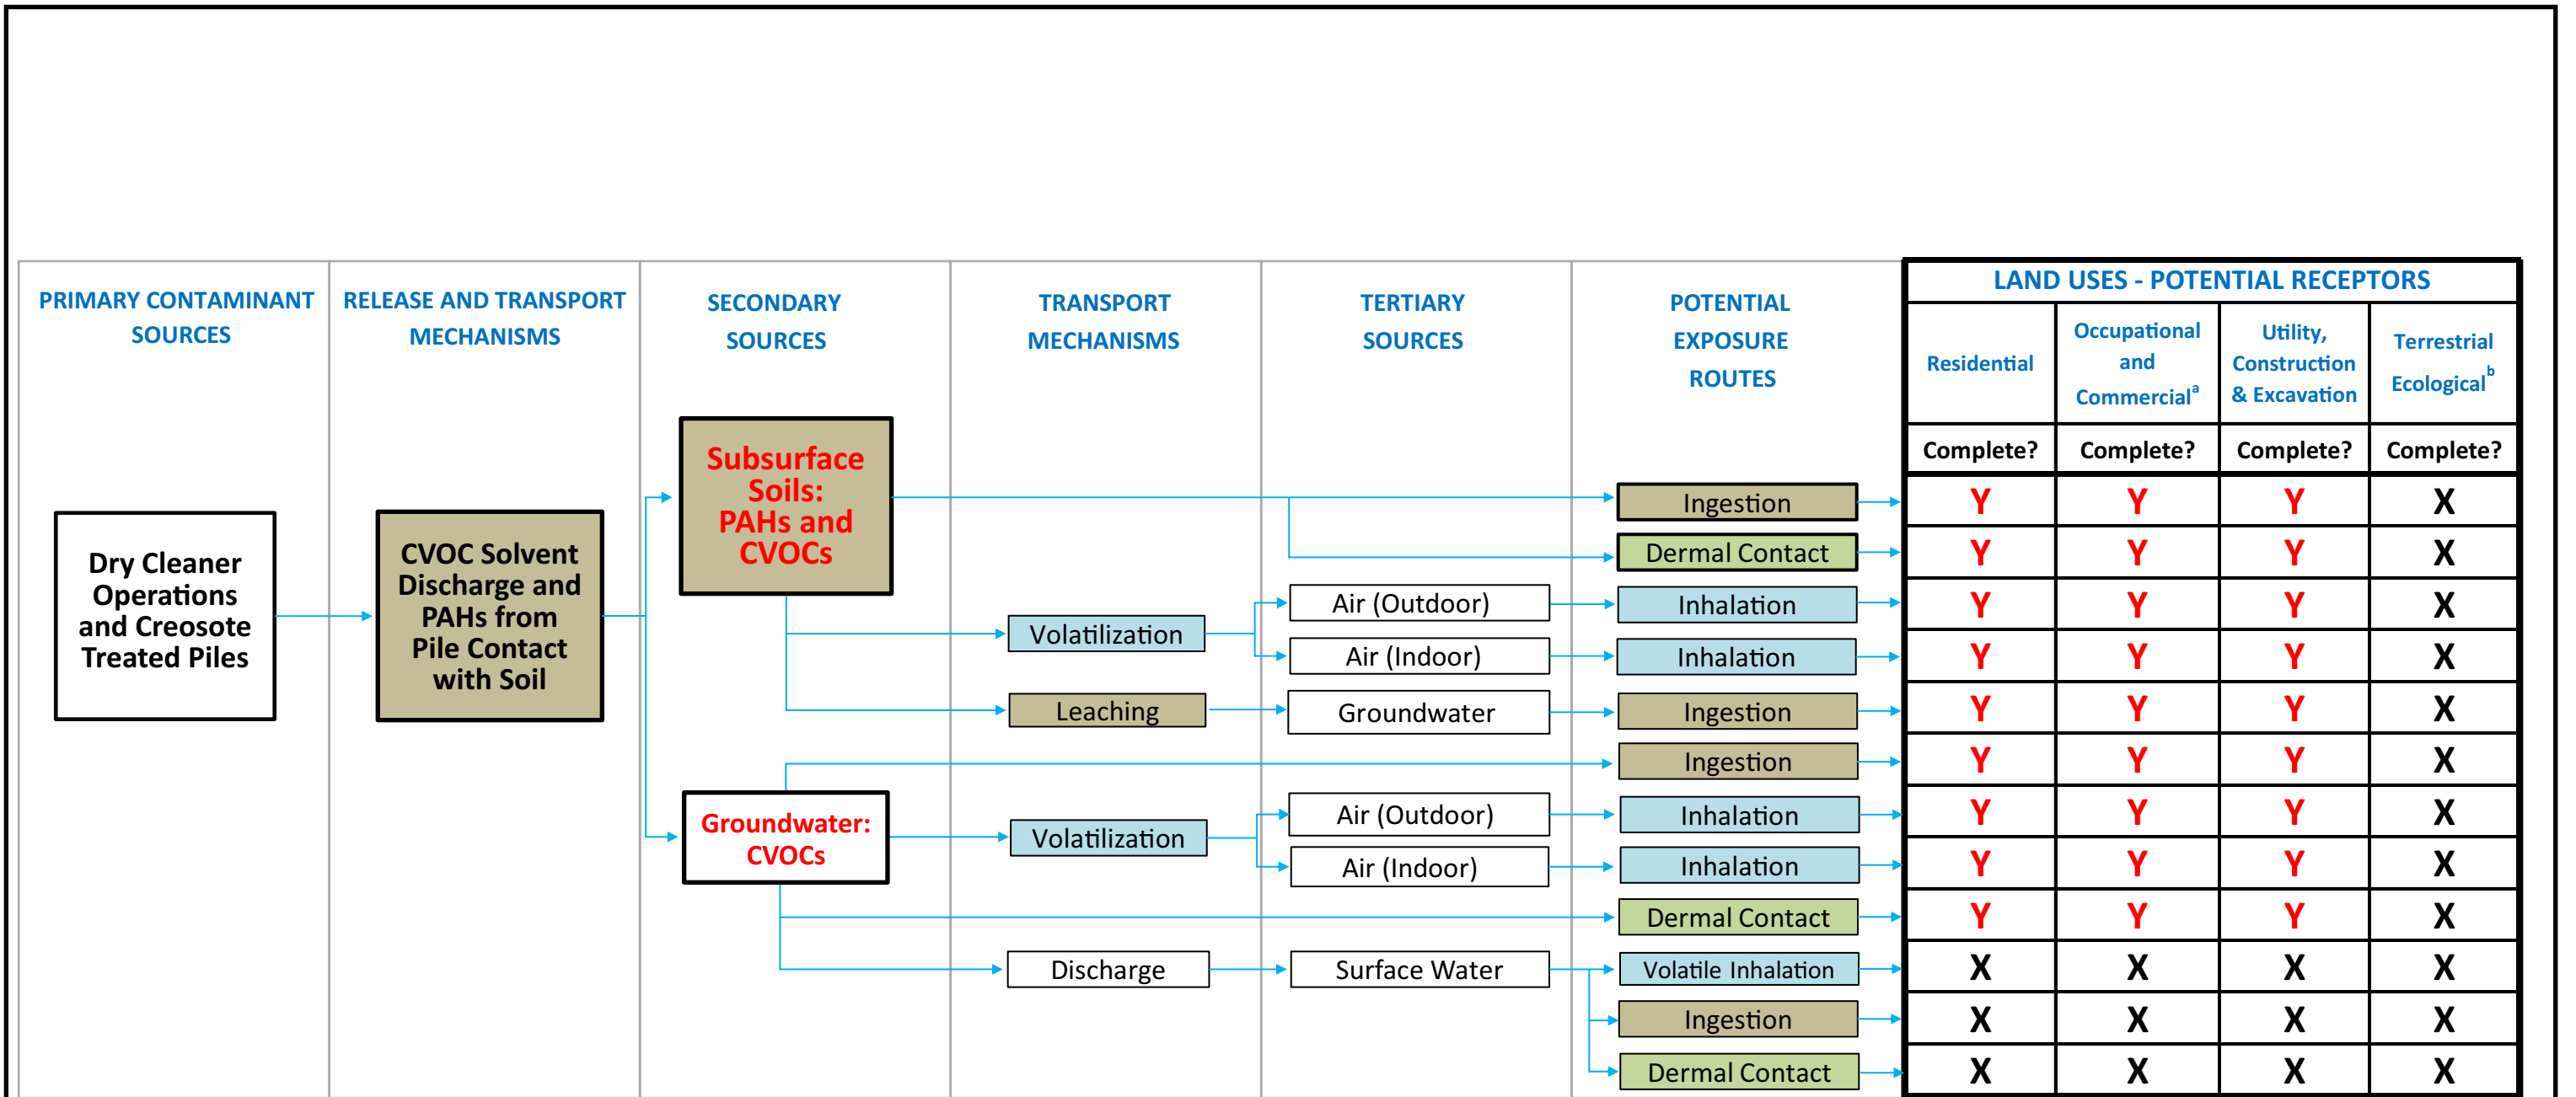 PRIMARY CONTAMINANT
SOURCES
RELEASE AND TRANSPORT
MECHANISMS
SECONDARY
SOURCES
TRANSPORT
MECHANISMS
TERTIARY
SOURCES
POTENTIAL
EXPOSURE
ROUTES
LAND USES - POTENTIAL RECEPTORS
Residential
Occupational
and
Commercialᵃ
Utility,
Construction
& Excavation
Terrestrial
Ecologicalᵇ
Complete? Complete? Complete? Complete?
Dry Cleaner
Operations
and Creosote
Treated Piles
CVOC Solvent
Discharge and
PAHs from
Pile Contact
with Soil
Subsurface
Soils:
PAHs and
CVOCs
Ingestion Y Y Y X
Dermal Contact Y Y Y X
Volatilization
Air (Outdoor) Inhalation Y Y Y X
Air (Indoor) Inhalation Y Y Y X
Leaching Groundwater Ingestion Y Y Y X
Groundwater:
CVOCs
Ingestion Y Y Y X
Volatilization
Air (Outdoor) Inhalation Y Y Y X
Air (Indoor) Inhalation Y Y Y X
Dermal Contact Y Y Y X
Discharge Surface Water Volatile Inhalation X X X X
Ingestion X X X X
Dermal Contact X X X X